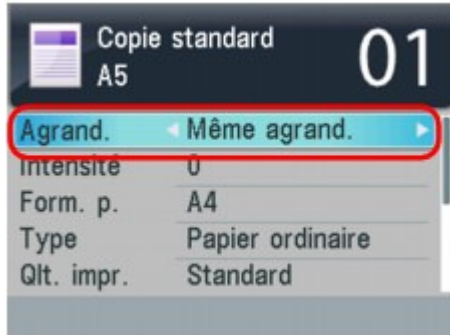 Copie standard
A5
01
Agrand. Même agrand.
Intensité 0
Form. p. A4
Type Papier ordinaire
Qlt. impr. Standard